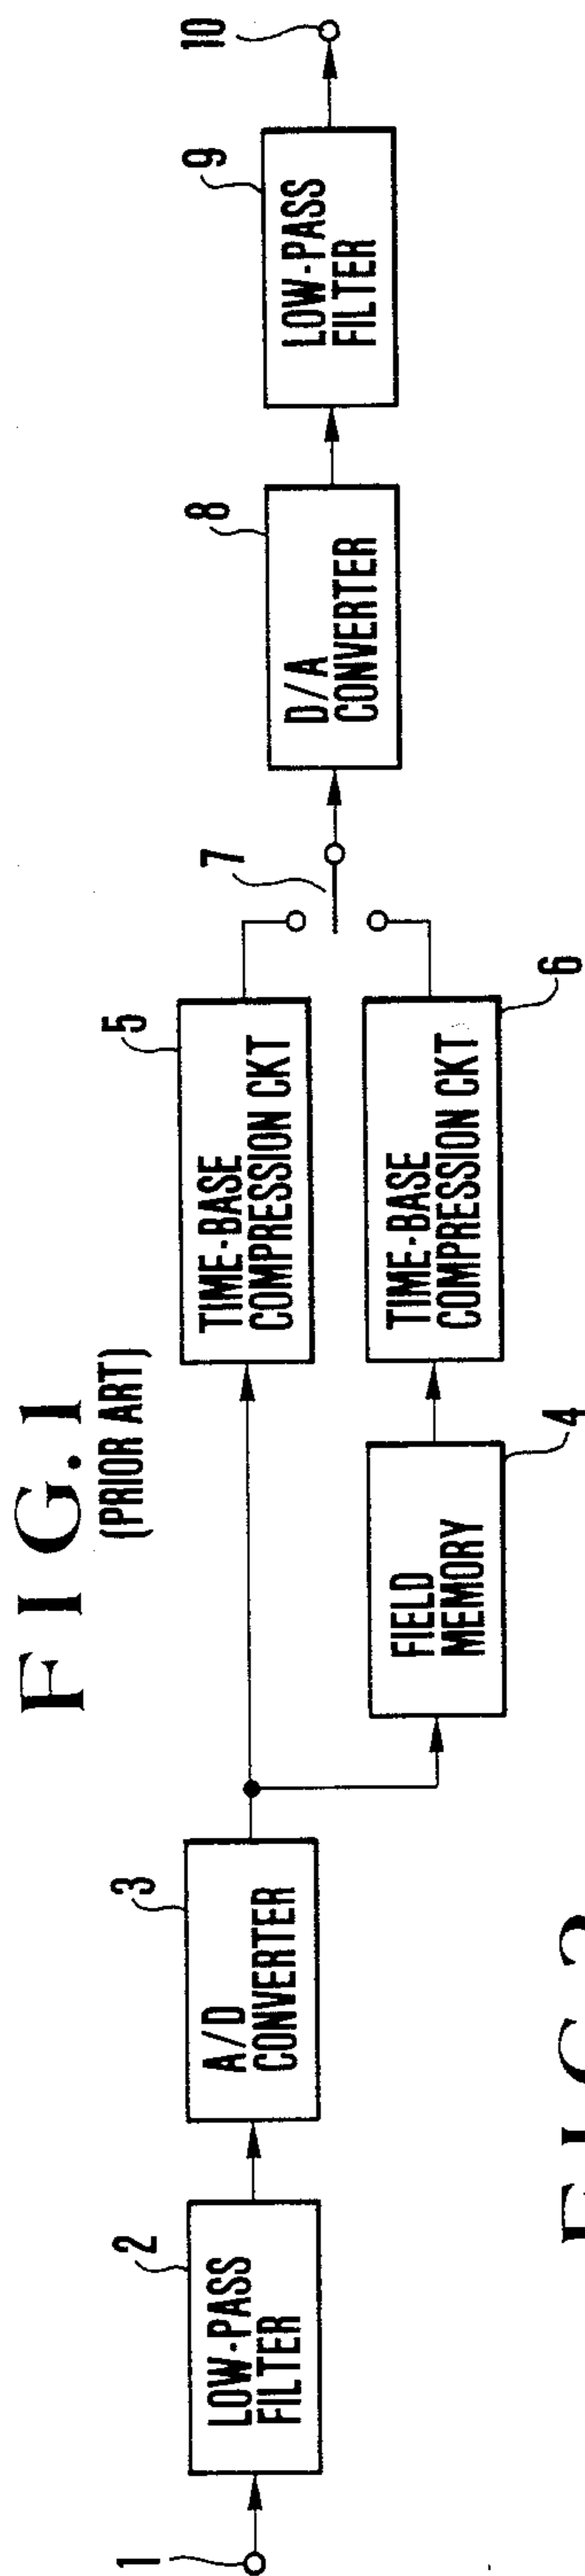 FIG. 1
(PRIOR ART)
1
2
LOW-PASS
FILTER
3
A/D
CONVERTER
4
FIELD
MEMORY
5
TIME-BASE
COMPRESSION CKT
6
TIME-BASE
COMPRESSION CKT
7
8
D/A
CONVERTER
9
LOW-PASS
FILTER
10